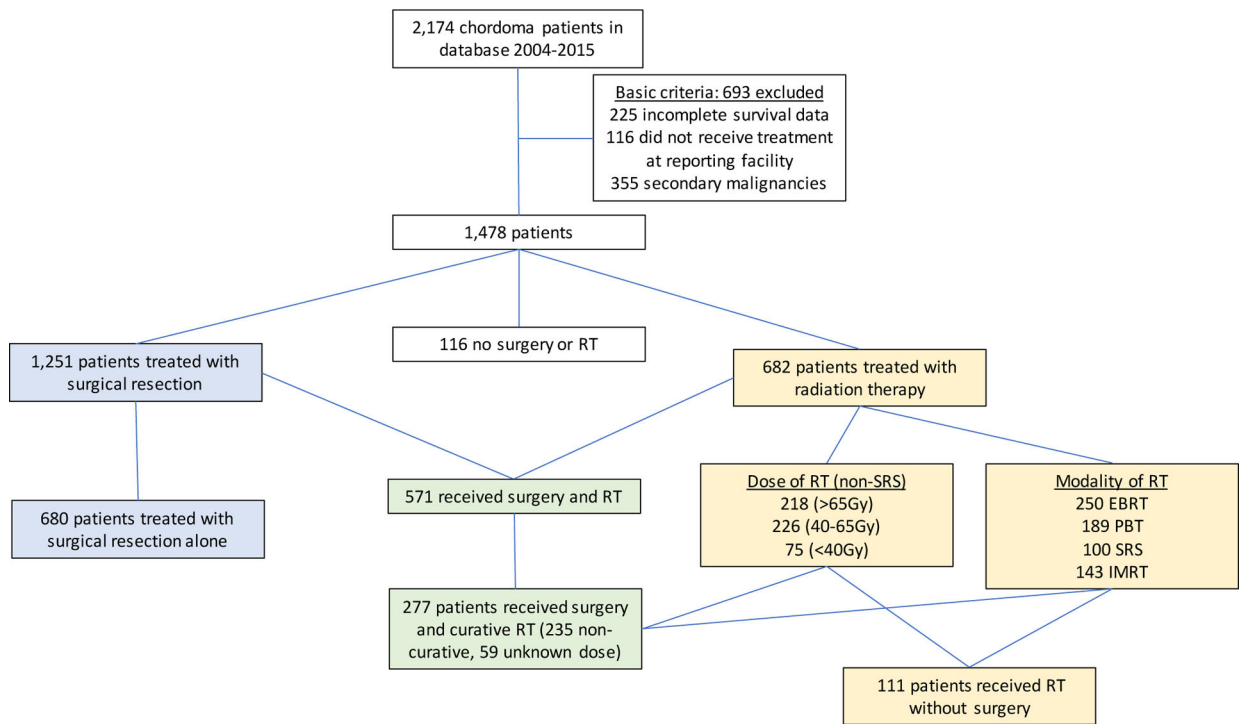 2,174 chordoma patients in
database 2004-2015
Basic criteria: 693 excluded
225 incomplete survival data
116 did not receive treatment
at reporting facility
355 secondary malignancies
1,478 patients
116 no surgery or RT
1,251 patients treated with
surgical resection
682 patients treated with
radiation therapy
571 received surgery and RT
Dose of RT (non-SRS)
218 (>65Gy)
226 (40-65Gy)
75 (<40Gy)
Modality of RT
250 EBRT
189 PBT
100 SRS
143 IMRT
680 patients treated with
surgical resection alone
277 patients received surgery
and curative RT (235 non-
curative, 59 unknown dose)
111 patients received RT
without surgery